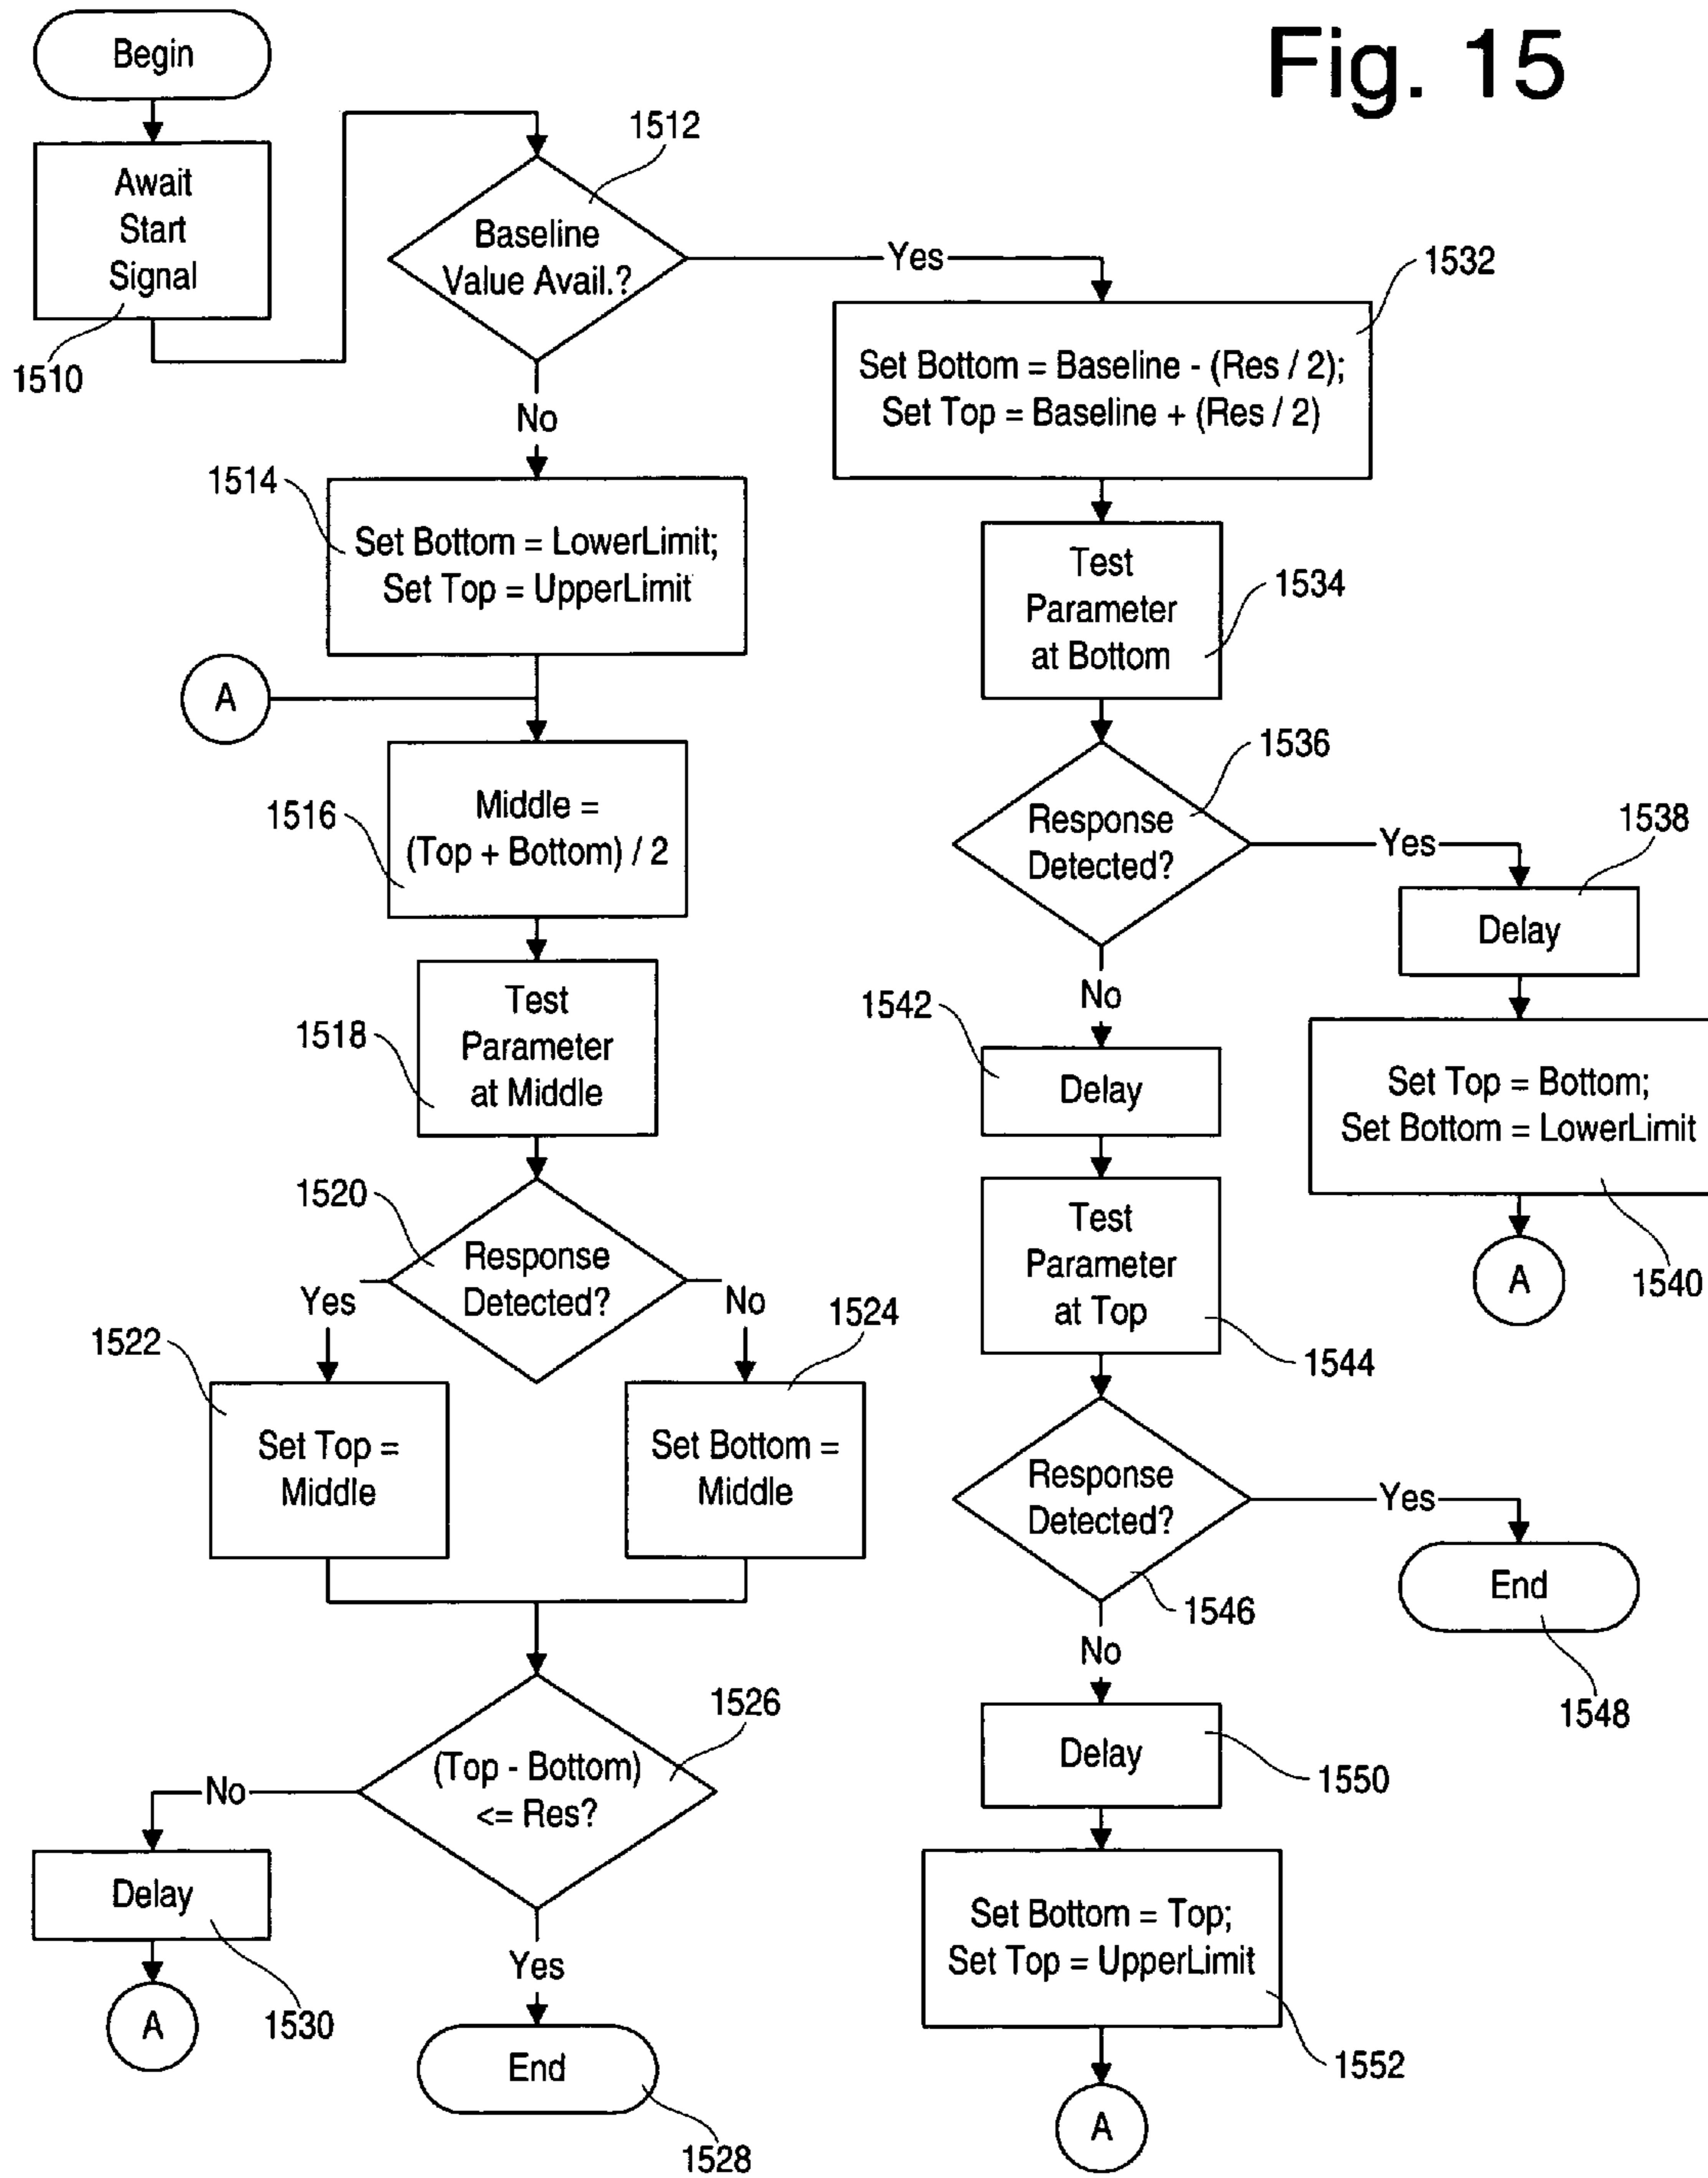 Fig. 15
Begin
Await
Start
Signal
1510
1512
Baseline
Value Avail.?
Yes
No
1514
Set Bottom = LowerLimit;
Set Top = UpperLimit
A
1516
Middle =
(Top + Bottom) / 2
1518
Test
Parameter
at Middle
1520
Response
Detected?
Yes
No
1522
Set Top =
Middle
1524
Set Bottom =
Middle
1526
(Top - Bottom)
<= Res?
No
Delay
1530
A
Yes
End
1528
1532
Set Bottom = Baseline - (Res / 2);
Set Top = Baseline + (Res / 2)
Test
Parameter
at Bottom
1534
1536
Response
Detected?
Yes
1538
Delay
Set Top = Bottom;
Set Bottom = LowerLimit
1540
A
No
1542
Delay
Test
Parameter
at Top
1544
Response
Detected?
1546
Yes
End
1548
No
Delay
1550
Set Bottom = Top;
Set Top = UpperLimit
1552
A